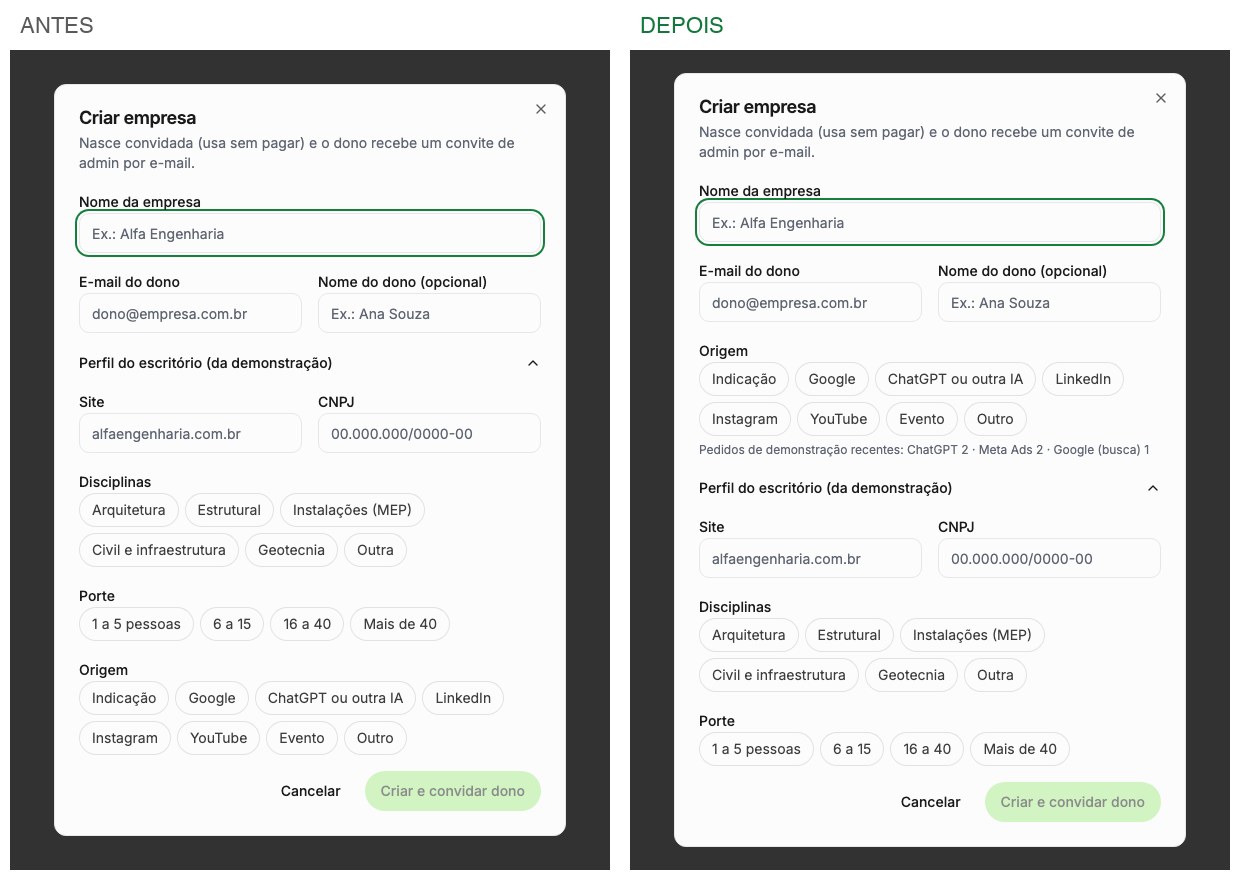 ANTES
Criar empresa
Nasce convidada (usa sem pagar) e o dono recebe um convite de
admin por e-mail.
Nome da empresa
Ex.: Alfa Engenharia
E-mail do dono
Nome do dono (opcional)
dono@empresa.com.br
Ex.: Ana Souza
Perfil do escritório (da demonstração)
Site
CNPJ
alfaengenharia.com.br
00.000.000/0000-00
Disciplinas
Arquitetura
Estrutural
Instalações (MEP)
Civil e infraestrutura
Geotecnia
Outra
Porte
1 a 5 pessoas
6 a 15
16 a 40
Mais de 40
Origem
Indicação
Google
ChatGPT ou outra IA
LinkedIn
Instagram
YouTube
Evento
Outro
Cancelar
Criar e convidar dono
DEPOIS
Criar empresa
Nasce convidada (usa sem pagar) e o dono recebe um convite de
admin por e-mail.
Nome da empresa
Ex.: Alfa Engenharia
E-mail do dono
Nome do dono (opcional)
dono@empresa.com.br
Ex.: Ana Souza
Origem
Indicação
Google
ChatGPT ou outra IA
LinkedIn
Instagram
YouTube
Evento
Outro
Pedidos de demonstração recentes: ChatGPT 2 · Meta Ads 2 · Google (busca) 1
Perfil do escritório (da demonstração)
Site
CNPJ
alfaengenharia.com.br
00.000.000/0000-00
Disciplinas
Arquitetura
Estrutural
Instalações (MEP)
Civil e infraestrutura
Geotecnia
Outra
Porte
1 a 5 pessoas
6 a 15
16 a 40
Mais de 40
Cancelar
Criar e convidar dono